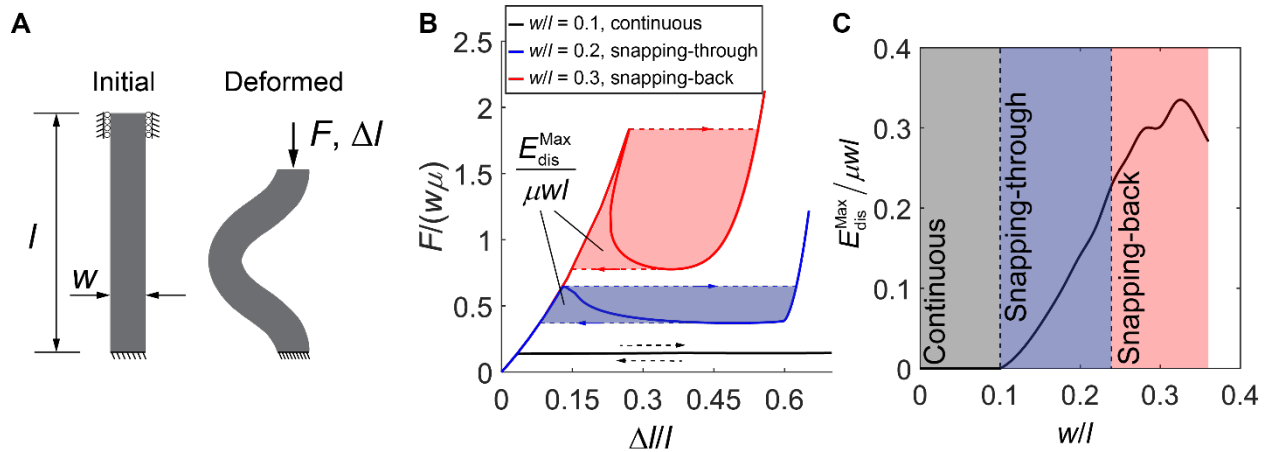 A
Initial
Deformed
F, Δl
l
w
B
w/l = 0.1, continuous
w/l = 0.2, snapping-through
w/l = 0.3, snapping-back
2.5
2
1.5
1
0.5
0
F/(wμ)
E_dis^Max
μwl
0
0.15
0.3
0.45
0.6
Δl/l
C
0.4
0.3
0.2
0.1
0
E_dis^Max / μwl
Continuous
Snapping-through
Snapping-back
0
0.1
0.2
0.3
0.4
w/l